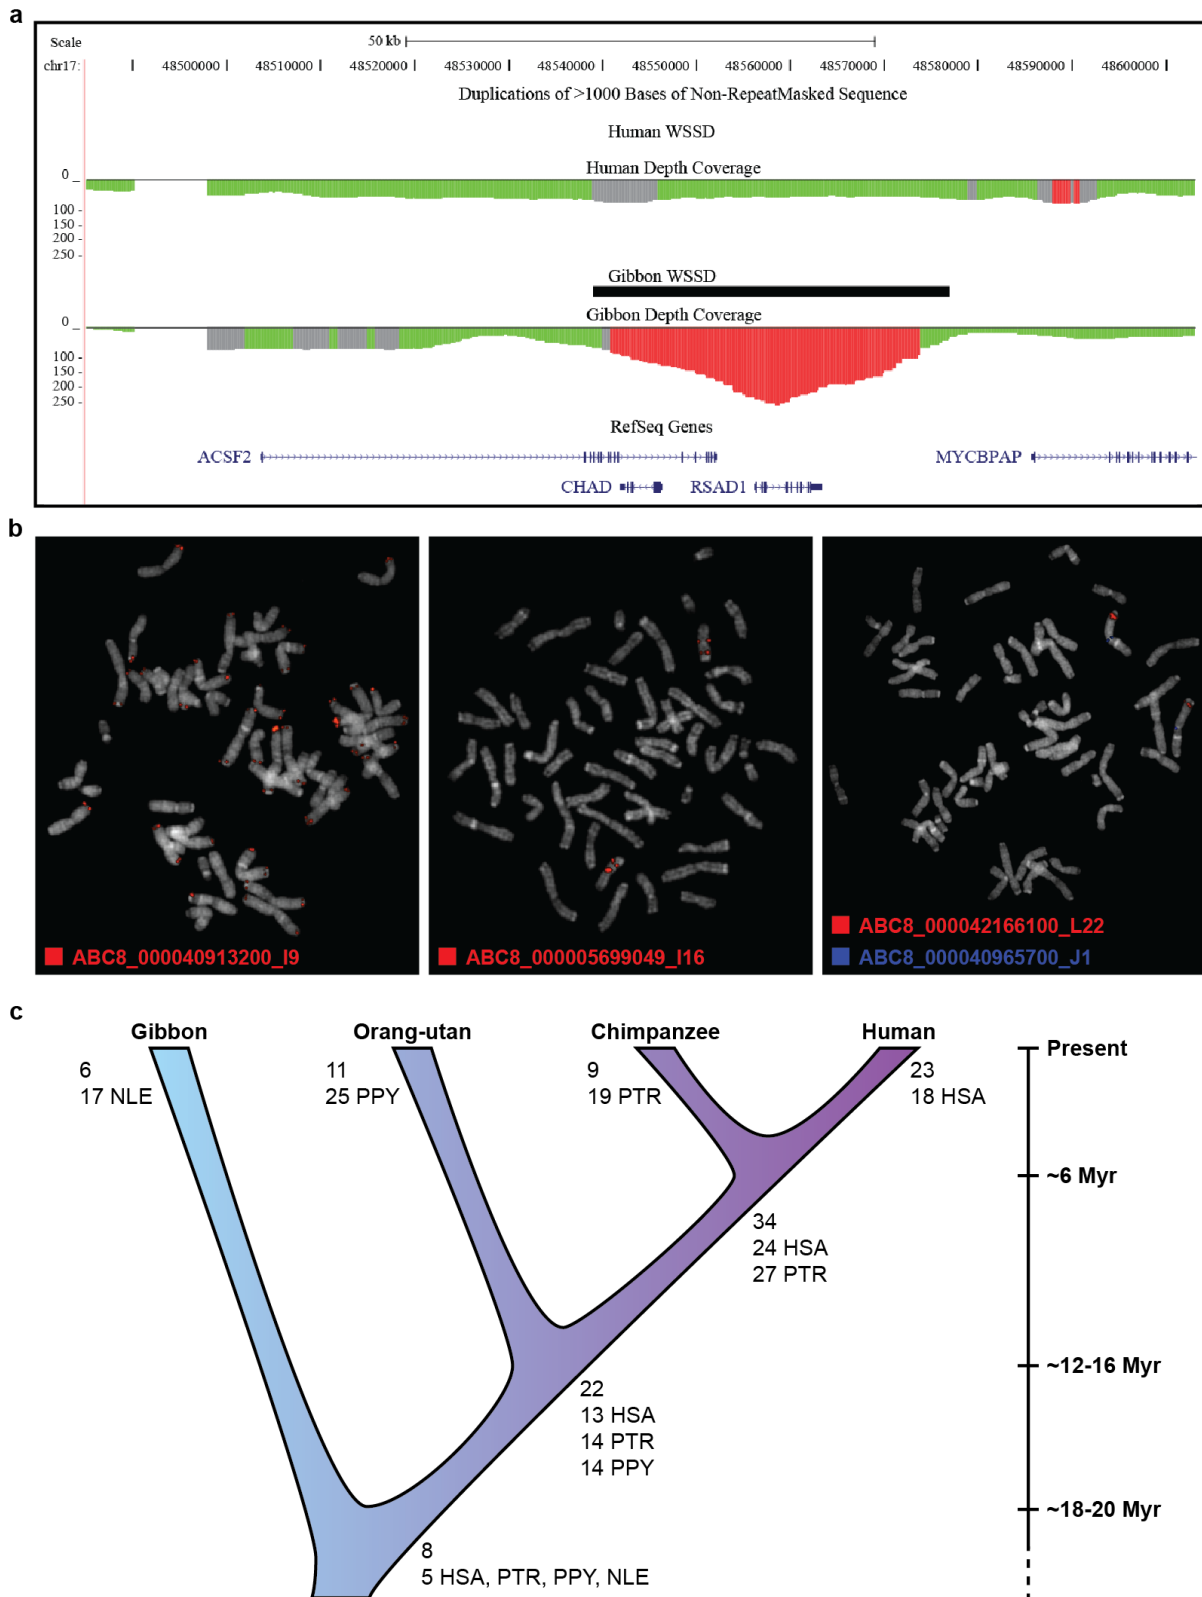 a
Scale 50 kb
chr17: 48500000 48510000 48520000 48530000 48540000 48550000 48560000 48570000 48580000 48590000 48600000
Duplications of >1000 Bases of Non-RepeatMasked Sequence
Human WSSD
Human Depth Coverage
0
100
150
200
250
Gibbon WSSD
Gibbon Depth Coverage
0
100
150
200
250
RefSeq Genes
ACSF2 MYCBPAP
CHAD RSAD1
b
ABC8_000040913200_I9
ABC8_000005699049_I16
ABC8_000042166100_L22
ABC8_000040965700_J1
c
Gibbon Orang-utan Chimpanzee Human
6
17 NLE
11
25 PPY
9
19 PTR
23
18 HSA
34
24 HSA
27 PTR
22
13 HSA
14 PTR
14 PPY
8
5 HSA, PTR, PPY, NLE
Present
~6 Myr
~12-16 Myr
~18-20 Myr